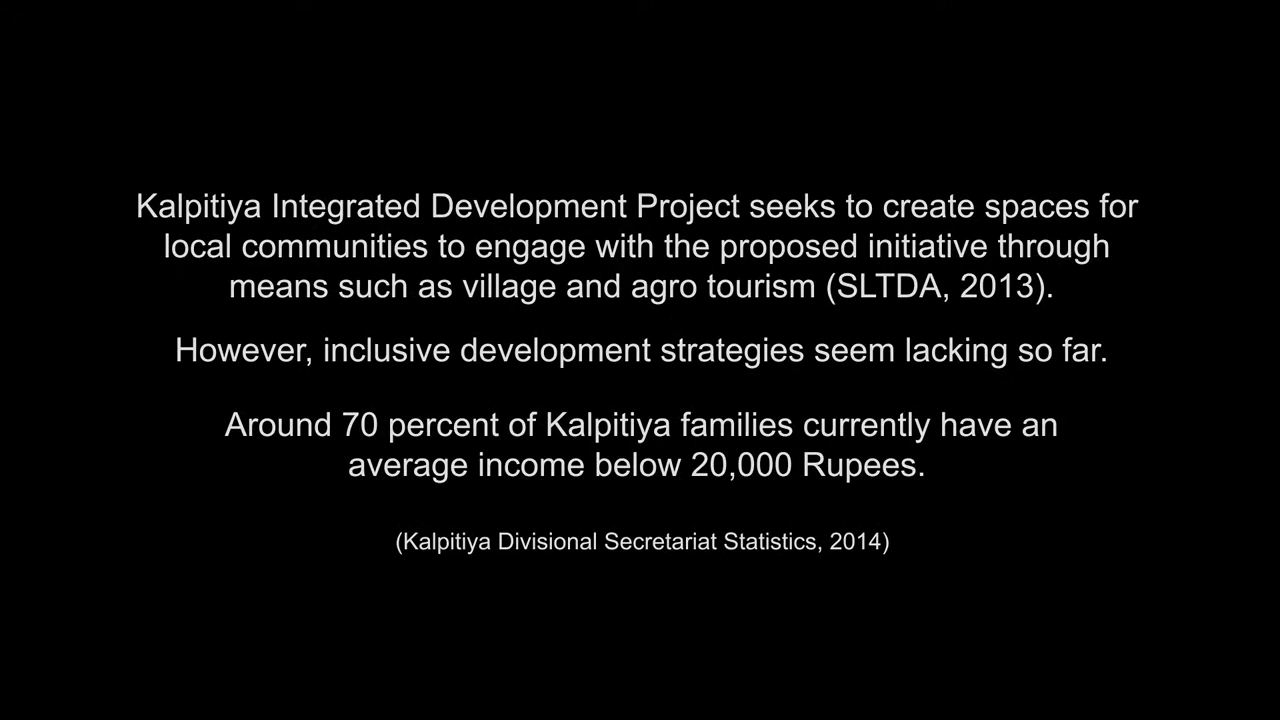 Kalpitiya Integrated Development Project seeks to create spaces for
local communities to engage with the proposed initiative through
means such as village and agro tourism (SLTDA, 2013).
However, inclusive development strategies seem lacking so far.
Around 70 percent of Kalpitiya families currently have an
average income below 20,000 Rupees.
(Kalpitiya Divisional Secretariat Statistics, 2014)